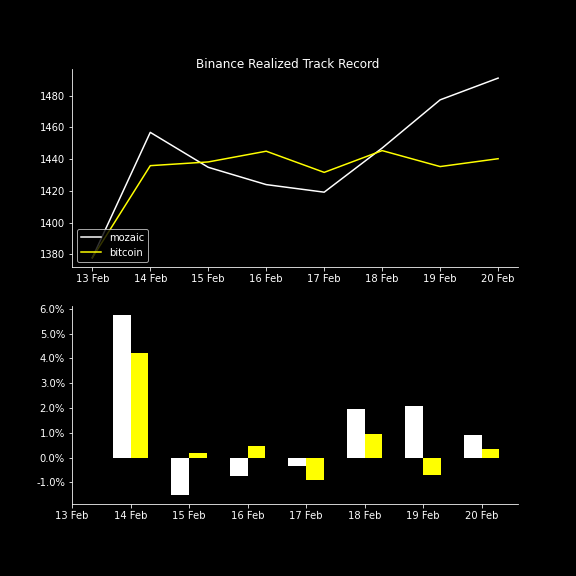 Binance Realized Track Record
1480
1460
1440
1420
1400
1380
mozaic
bitcoin
13 Feb 14 Feb 15 Feb 16 Feb 17 Feb 18 Feb 19 Feb 20 Feb
6.0%
5.0%
4.0%
3.0%
2.0%
1.0%
0.0%
-1.0%
13 Feb 14 Feb 15 Feb 16 Feb 17 Feb 18 Feb 19 Feb 20 Feb